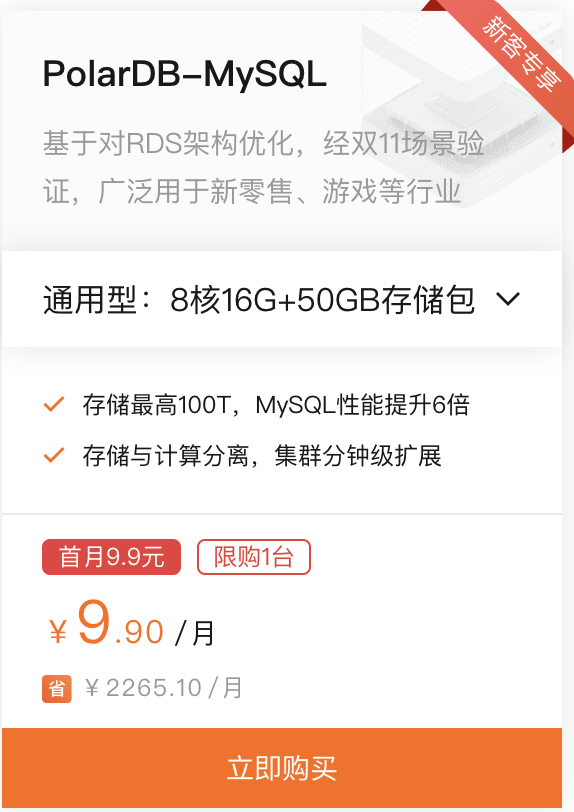 新客专享
PolarDB-MySQL
基于对RDS架构优化，经双11场景验
证，广泛用于新零售、游戏等行业
通用型：8核16G+50GB存储包
存储最高100T，MySQL性能提升6倍
存储与计算分离，集群分钟级扩展
首月9.9元 限购1台
¥9.90 /月
省 ¥2265.10/月
立即购买